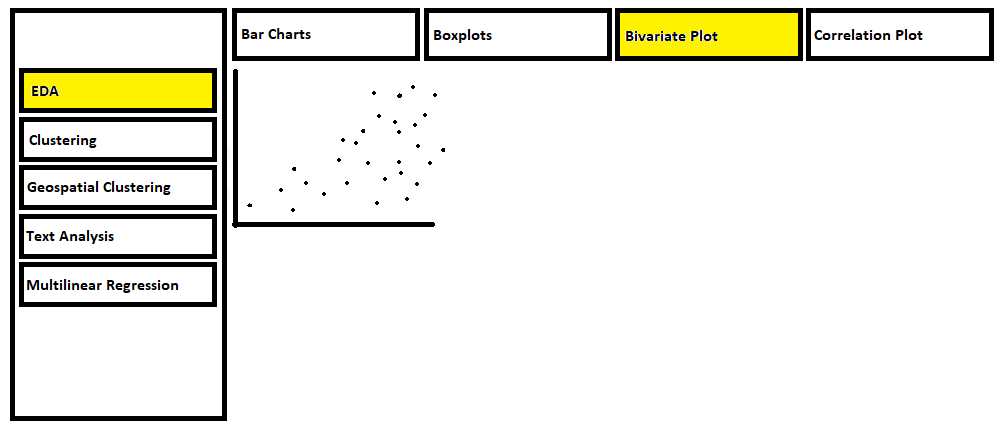 Bar Charts
Boxplots
Bivariate Plot
Correlation Plot
EDA
Clustering
Geospatial Clustering
Text Analysis
Multilinear Regression